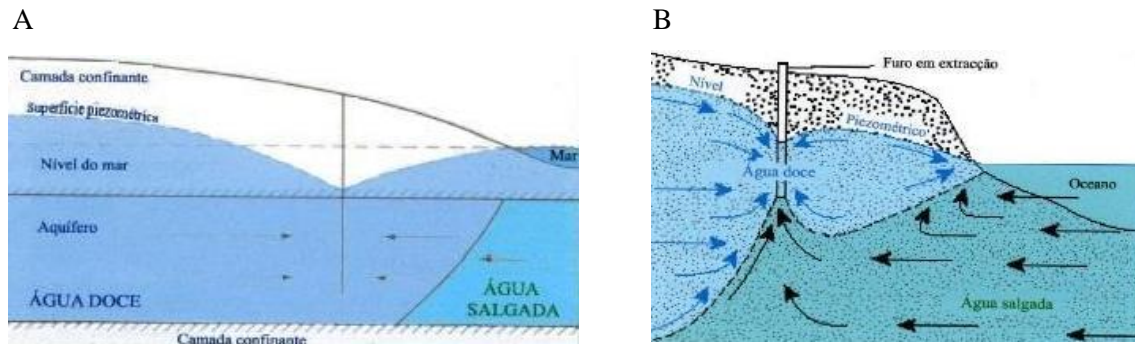 A
Camada confinante
Superfície piezométrica
Nível do mar
Mar
Aquífero
ÁGUA DOCE
ÁGUA
SALGADA
Camada confinante
B
Furo em extracção
Nível
Piezométrico
Água doce
Oceano
Água salgada